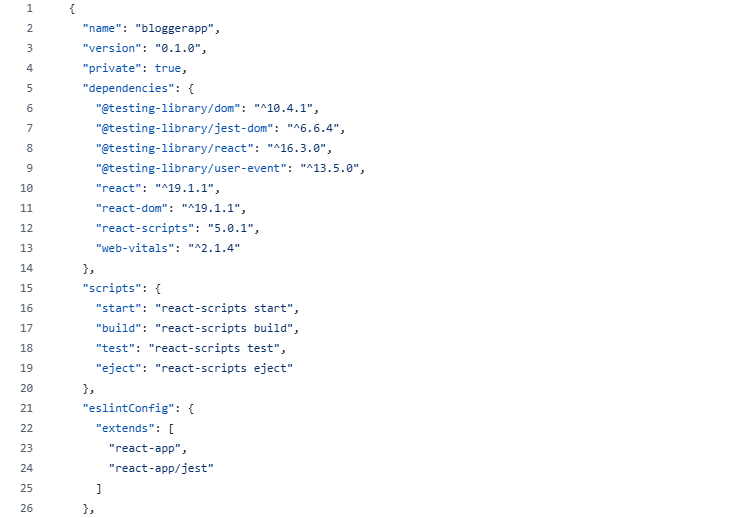 1 {
2 "name": "bloggerapp",
3 "version": "0.1.0",
4 "private": true,
5 "dependencies": {
6 "@testing-library/dom": "^10.4.1",
7 "@testing-library/jest-dom": "^6.6.4",
8 "@testing-library/react": "^16.3.0",
9 "@testing-library/user-event": "^13.5.0",
10 "react": "^19.1.1",
11 "react-dom": "^19.1.1",
12 "react-scripts": "5.0.1",
13 "web-vitals": "^2.1.4"
14 },
15 "scripts": {
16 "start": "react-scripts start",
17 "build": "react-scripts build",
18 "test": "react-scripts test",
19 "eject": "react-scripts eject"
20 },
21 "eslintConfig": {
22 "extends": [
23 "react-app",
24 "react-app/jest"
25 ]
26 },